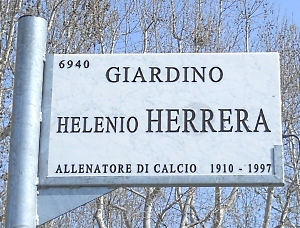 6940
GIARDINO
HELENIO HERRERA
ALLENATORE DI CALCIO 1910 - 1997